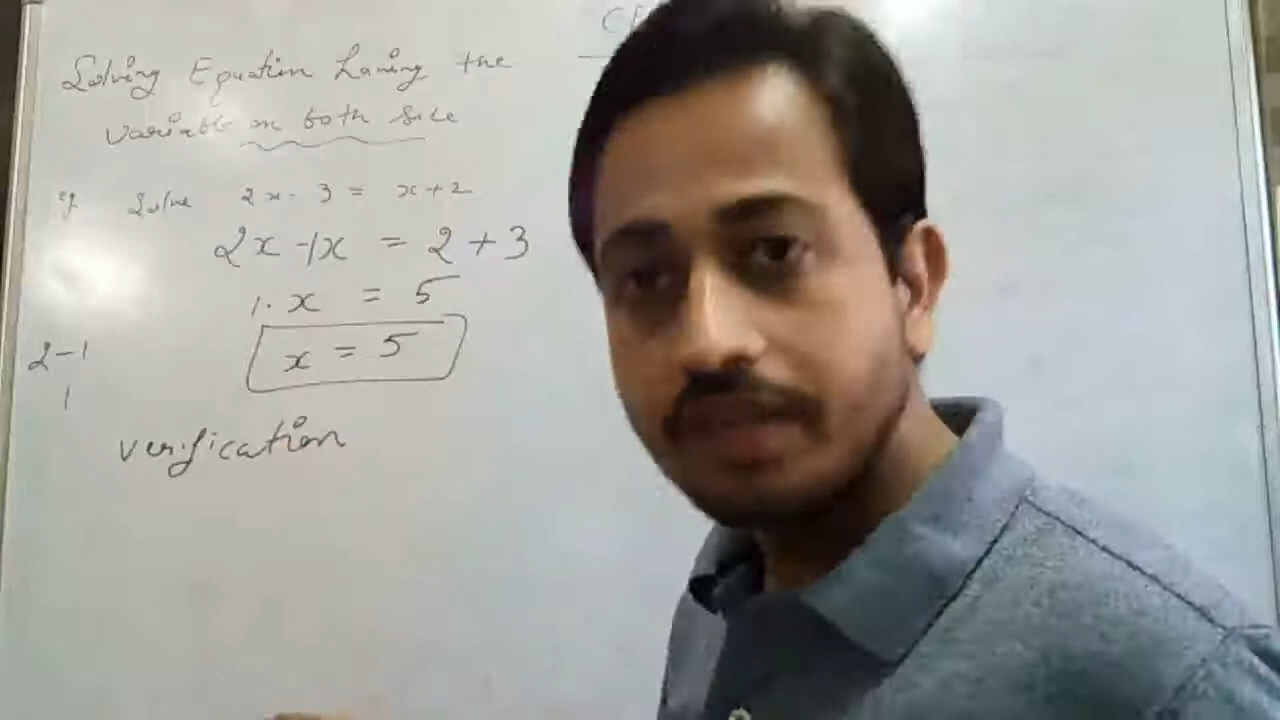 Solving Equation having the
variable on both side
eg Solve 2x - 3 = x + 2
2x - 1x = 2 + 3
1. x = 5
x = 5
2 - 1
1
verification